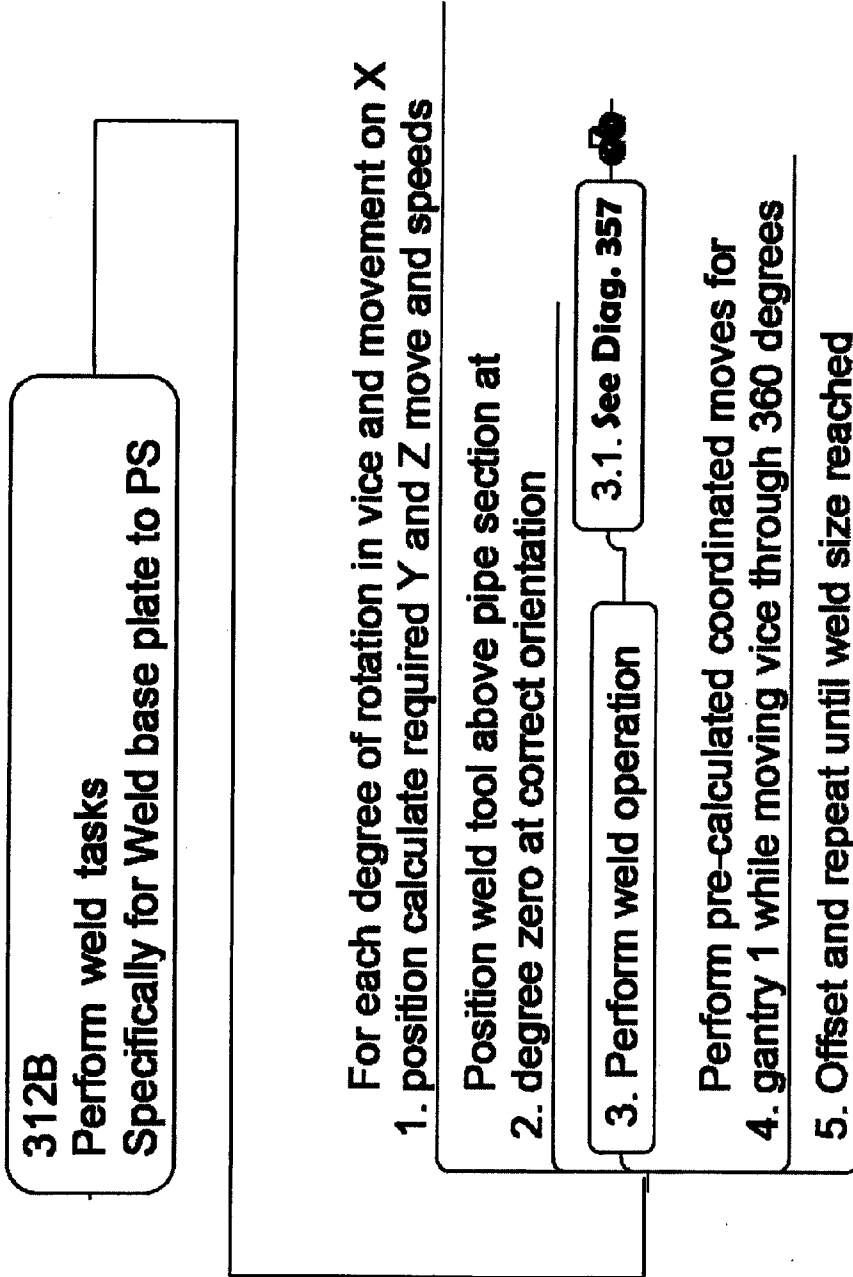 312B
Perform weld tasks
Specifically for Weld base plate to PS
For each degree of rotation in vice and movement on X
1. position calculate required Y and Z move and speeds
Position weld tool above pipe section at
2. degree zero at correct orientation
3. Perform weld operation
3.1. See Diag. 357
Perform pre-calculated coordinated moves for
4. gantry 1 while moving vice through 360 degrees
5. Offset and repeat until weld size reached